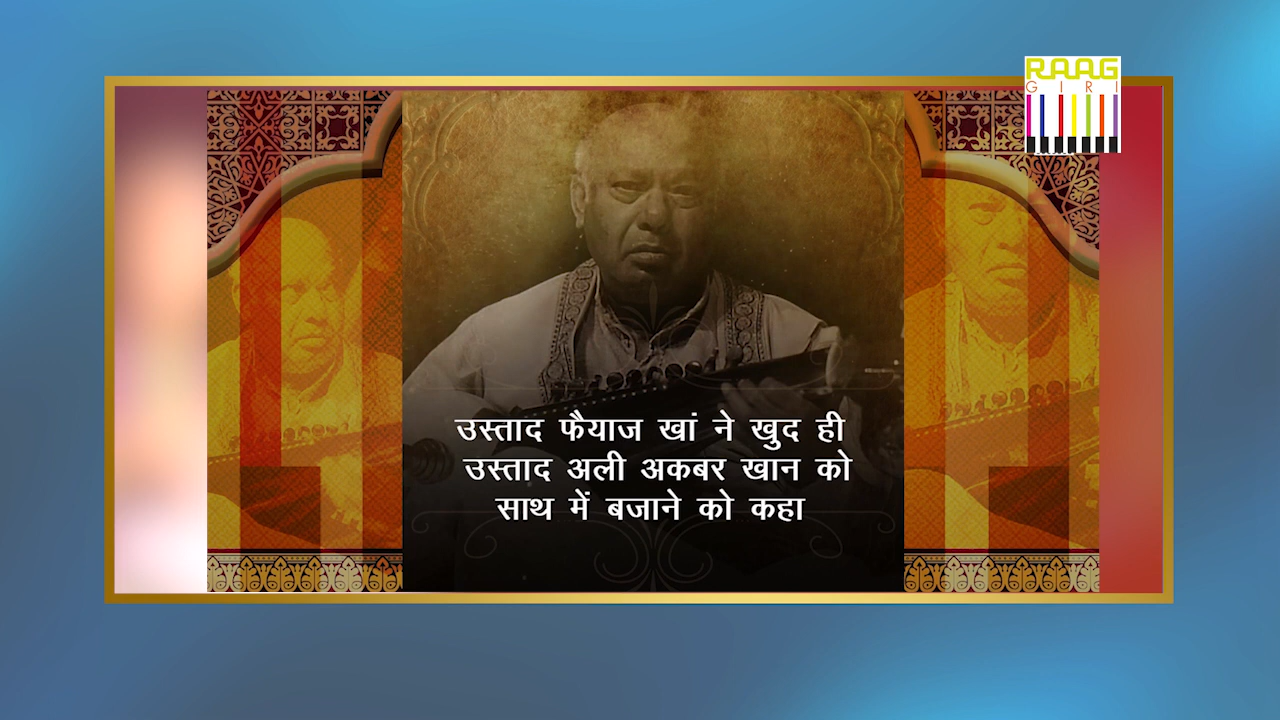 RAAG
GIRI
उस्ताद फैयाज खां ने खुद ही
उस्ताद अली अकबर खान को
साथ में बजाने को कहा